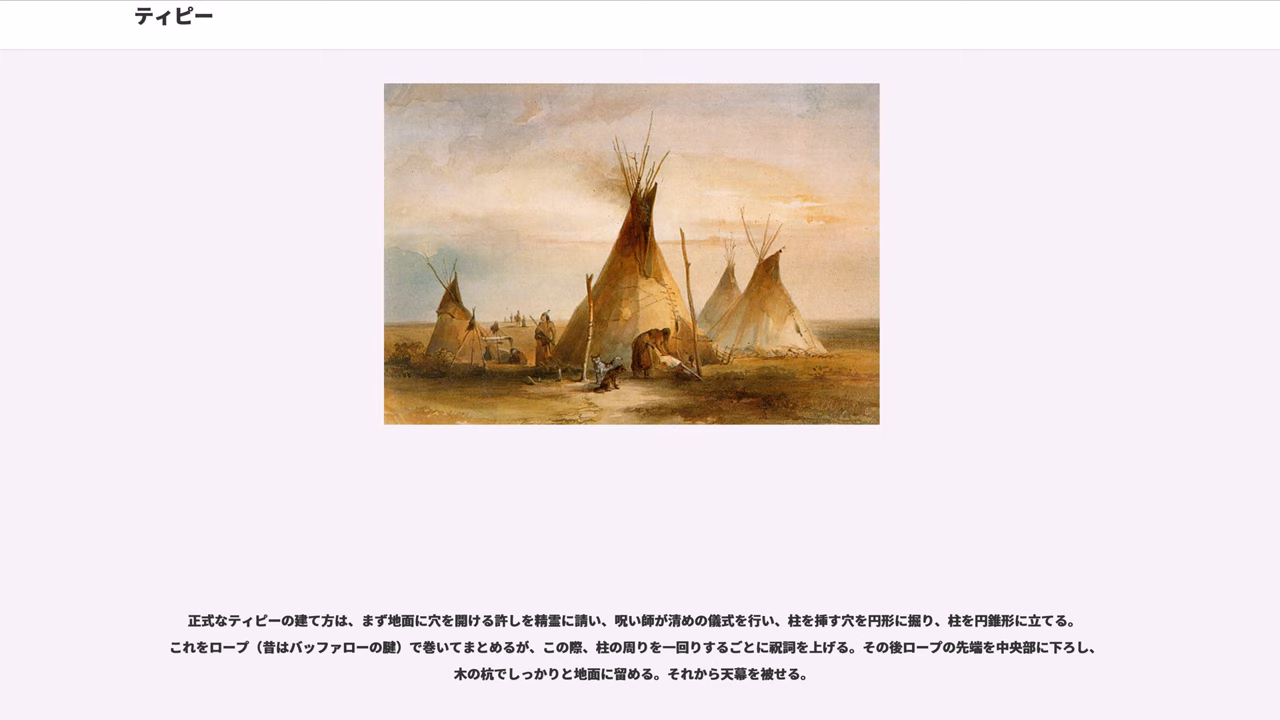 ティピー
正式なティピーの建て方は、まず地面に穴を開ける許しを精霊に請い、呪い師が清めの儀式を行い、柱を挿す穴を円形に掘り、柱を円錐形に立てる。
これをロープ（昔はバッファローの腱）で巻いてまとめるが、この際、柱の周りを一回りするごとに祝詞を上げる。その後ロープの先端を中央部に下ろし、
木の杭でしっかりと地面に留める。それから天幕を被せる。